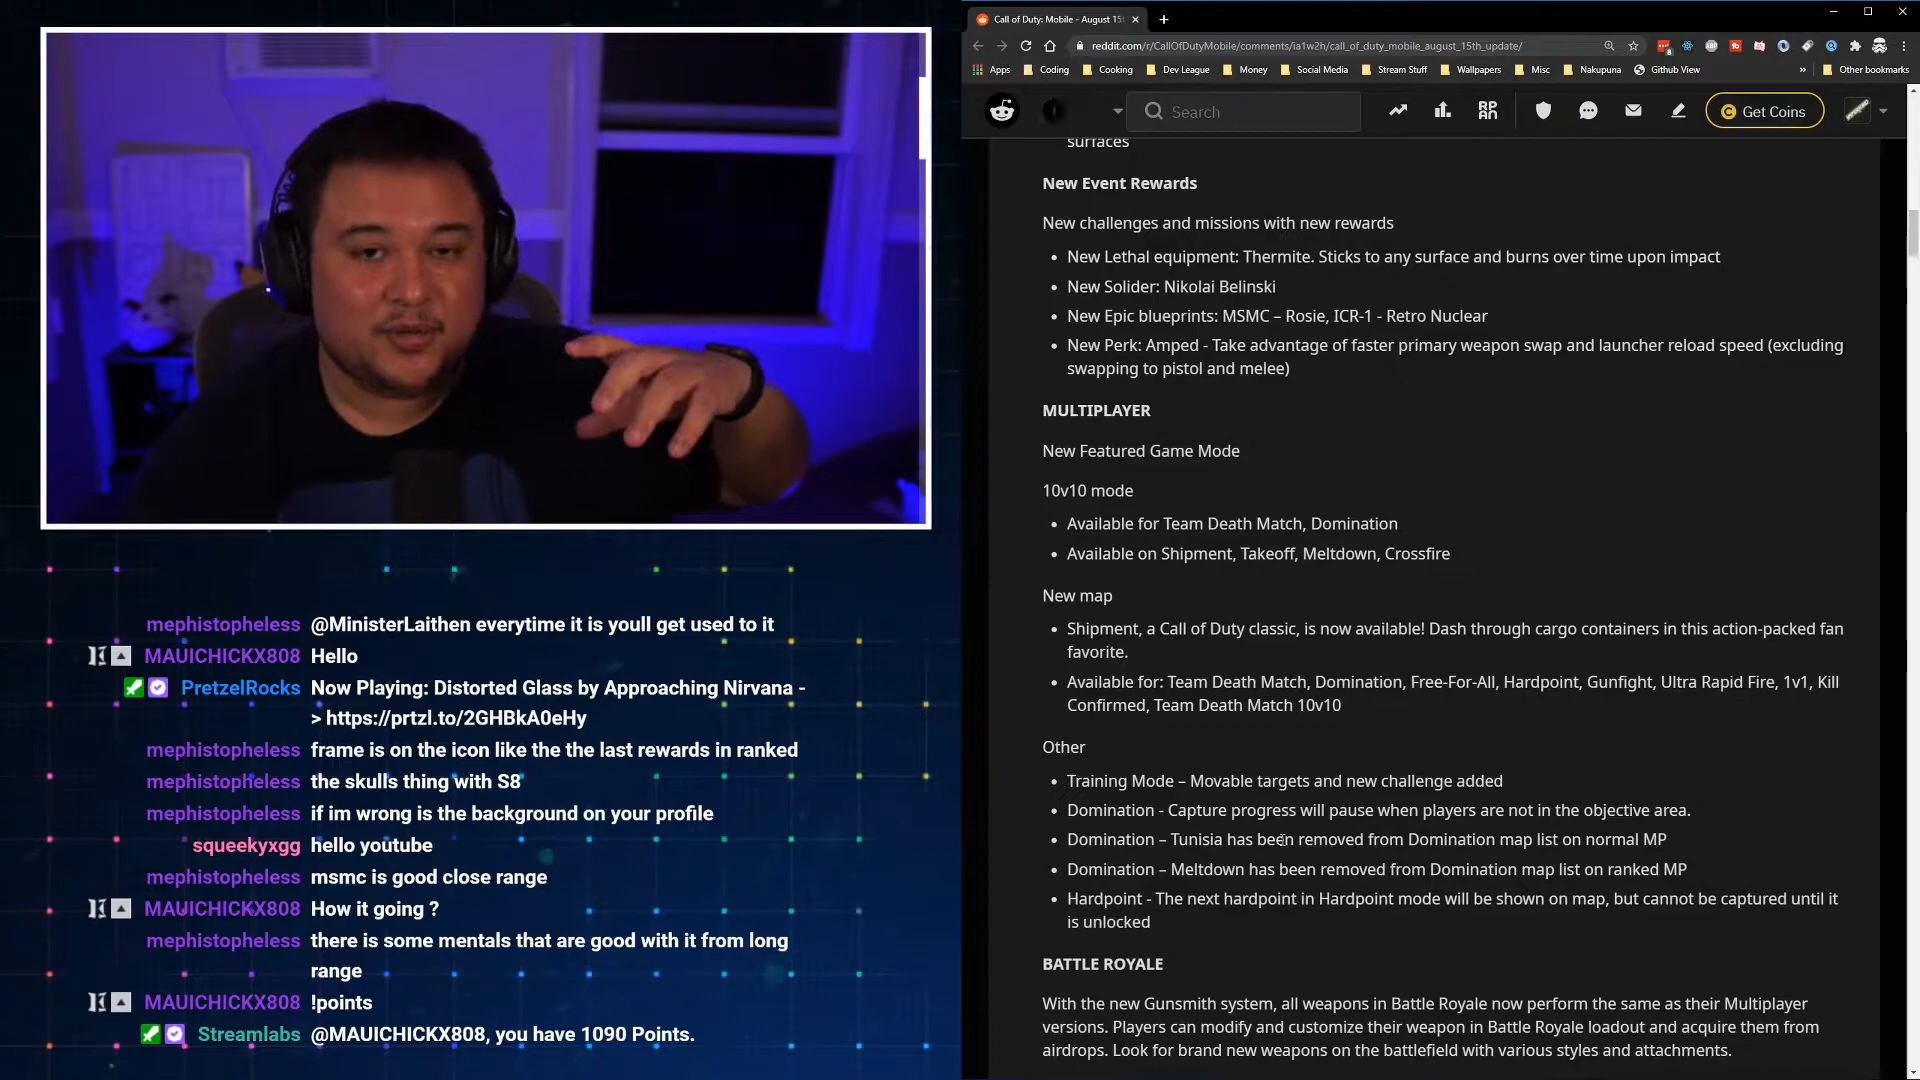 Call of Duty: Mobile - August 15
reddit.com/r/CallOfDutyMobile/comments/ia1w2h/call_of_duty_mobile_august_15th_update/
Apps Coding Cooking Dev League Money Social Media Stream Stuff Wallpapers Misc Nakupuna Github View » Other bookmarks
Search Get Coins
surfaces
New Event Rewards
New challenges and missions with new rewards
• New Lethal equipment: Thermite. Sticks to any surface and burns over time upon impact
• New Solider: Nikolai Belinski
• New Epic blueprints: MSMC – Rosie, ICR-1 - Retro Nuclear
• New Perk: Amped - Take advantage of faster primary weapon swap and launcher reload speed (excluding
swapping to pistol and melee)
MULTIPLAYER
New Featured Game Mode
10v10 mode
• Available for Team Death Match, Domination
• Available on Shipment, Takeoff, Meltdown, Crossfire
New map
• Shipment, a Call of Duty classic, is now available! Dash through cargo containers in this action-packed fan
favorite.
• Available for: Team Death Match, Domination, Free-For-All, Hardpoint, Gunfight, Ultra Rapid Fire, 1v1, Kill
Confirmed, Team Death Match 10v10
Other
• Training Mode – Movable targets and new challenge added
• Domination - Capture progress will pause when players are not in the objective area.
• Domination – Tunisia has been removed from Domination map list on normal MP
• Domination – Meltdown has been removed from Domination map list on ranked MP
• Hardpoint - The next hardpoint in Hardpoint mode will be shown on map, but cannot be captured until it
is unlocked
BATTLE ROYALE
With the new Gunsmith system, all weapons in Battle Royale now perform the same as their Multiplayer
versions. Players can modify and customize their weapon in Battle Royale loadout and acquire them from
airdrops. Look for brand new weapons on the battlefield with various styles and attachments.
mephistopheless @MinisterLaithen everytime it is youll get used to it
MAUICHICKX808 Hello
PretzelRocks Now Playing: Distorted Glass by Approaching Nirvana -
> https://prtzl.to/2GHBkA0eHy
mephistopheless frame is on the icon like the the last rewards in ranked
mephistopheless the skulls thing with S8
mephistopheless if im wrong is the background on your profile
squeekyxgg hello youtube
mephistopheless msmc is good close range
MAUICHICKX808 How it going ?
mephistopheless there is some mentals that are good with it from long
range
MAUICHICKX808 !points
Streamlabs @MAUICHICKX808, you have 1090 Points.